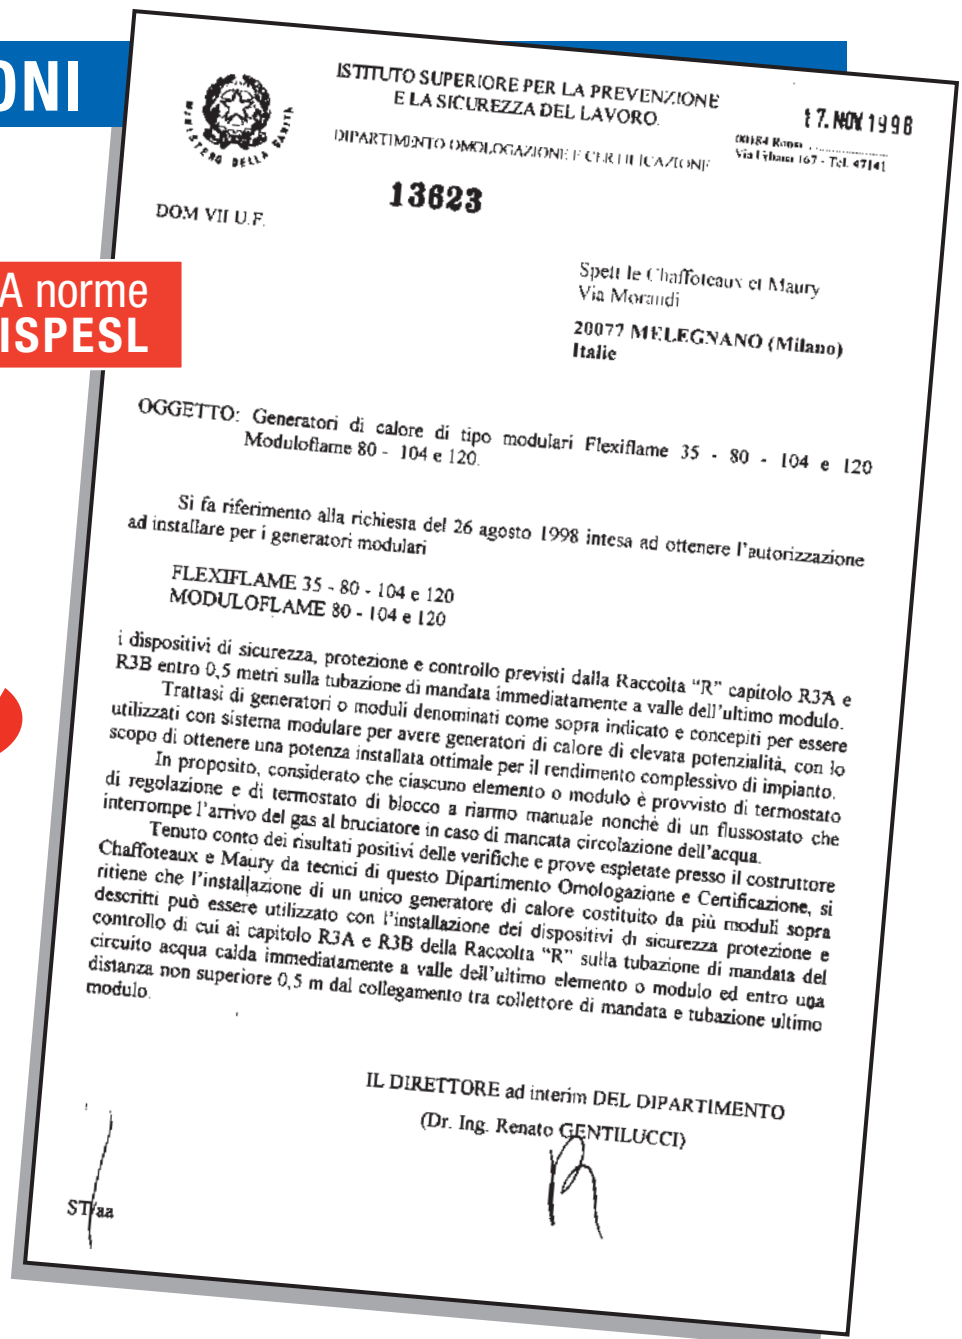 ONI
A norme
ISPESL
MINISTERO DELLA SANITÀ
ISTITUTO SUPERIORE PER LA PREVENZIONE
E LA SICUREZZA DEL LAVORO.
17. NOV 1998
DIPARTIMENTO OMOLOGAZIONE E CERTIFICAZIONE
00184 Roma
Via Urbana 167 - Tel. 47141
13623
DOM VII U.F.
Spett le Chaffoteaux et Maury
Via Morandi
20077 MELEGNANO (Milano)
Italie
OGGETTO: Generatori di calore di tipo modulari Flexiflame 35 - 80 - 104 e 120
Moduloflame 80 - 104 e 120.
Si fa riferimento alla richiesta del 26 agosto 1998 intesa ad ottenere l'autorizzazione
ad installare per i generatori modulari
FLEXIFLAME 35 - 80 - 104 e 120
MODULOFLAME 80 - 104 e 120
i dispositivi di sicurezza, protezione e controllo previsti dalla Raccolta "R" capitolo R3A e
R3B entro 0,5 metri sulla tubazione di mandata immediatamente a valle dell'ultimo modulo.
Trattasi di generatori o moduli denominati come sopra indicato e concepiti per essere
utilizzati con sistema modulare per avere generatori di calore di elevata potenzialità, con lo
scopo di ottenere una potenza installata ottimale per il rendimento complessivo di impianto.
In proposito, considerato che ciascuno elemento o modulo è provvisto di termostato
di regolazione e di termostato di blocco a riarmo manuale nonchè di un flussostato che
interrompe l'arrivo del gas al bruciatore in caso di mancata circolazione dell'acqua.
Tenuto conto dei risultati positivi delle verifiche e prove espletate presso il costruttore
Chaffoteaux e Maury da tecnici di questo Dipartimento Omologazione e Certificazione, si
ritiene che l'installazione di un unico generatore di calore costituito da più moduli sopra
descritti può essere utilizzato con l'installazione dei dispositivi di sicurezza protezione e
controllo di cui ai capitolo R3A e R3B della Raccolta "R" sulla tubazione di mandata del
circuito acqua calda immediatamente a valle dell'ultimo elemento o modulo ed entro una
distanza non superiore 0,5 m dal collegamento tra collettore di mandata e tubazione ultimo
modulo.
IL DIRETTORE ad interim DEL DIPARTIMENTO
(Dr. Ing. Renato GENTILUCCI)
ST/aa